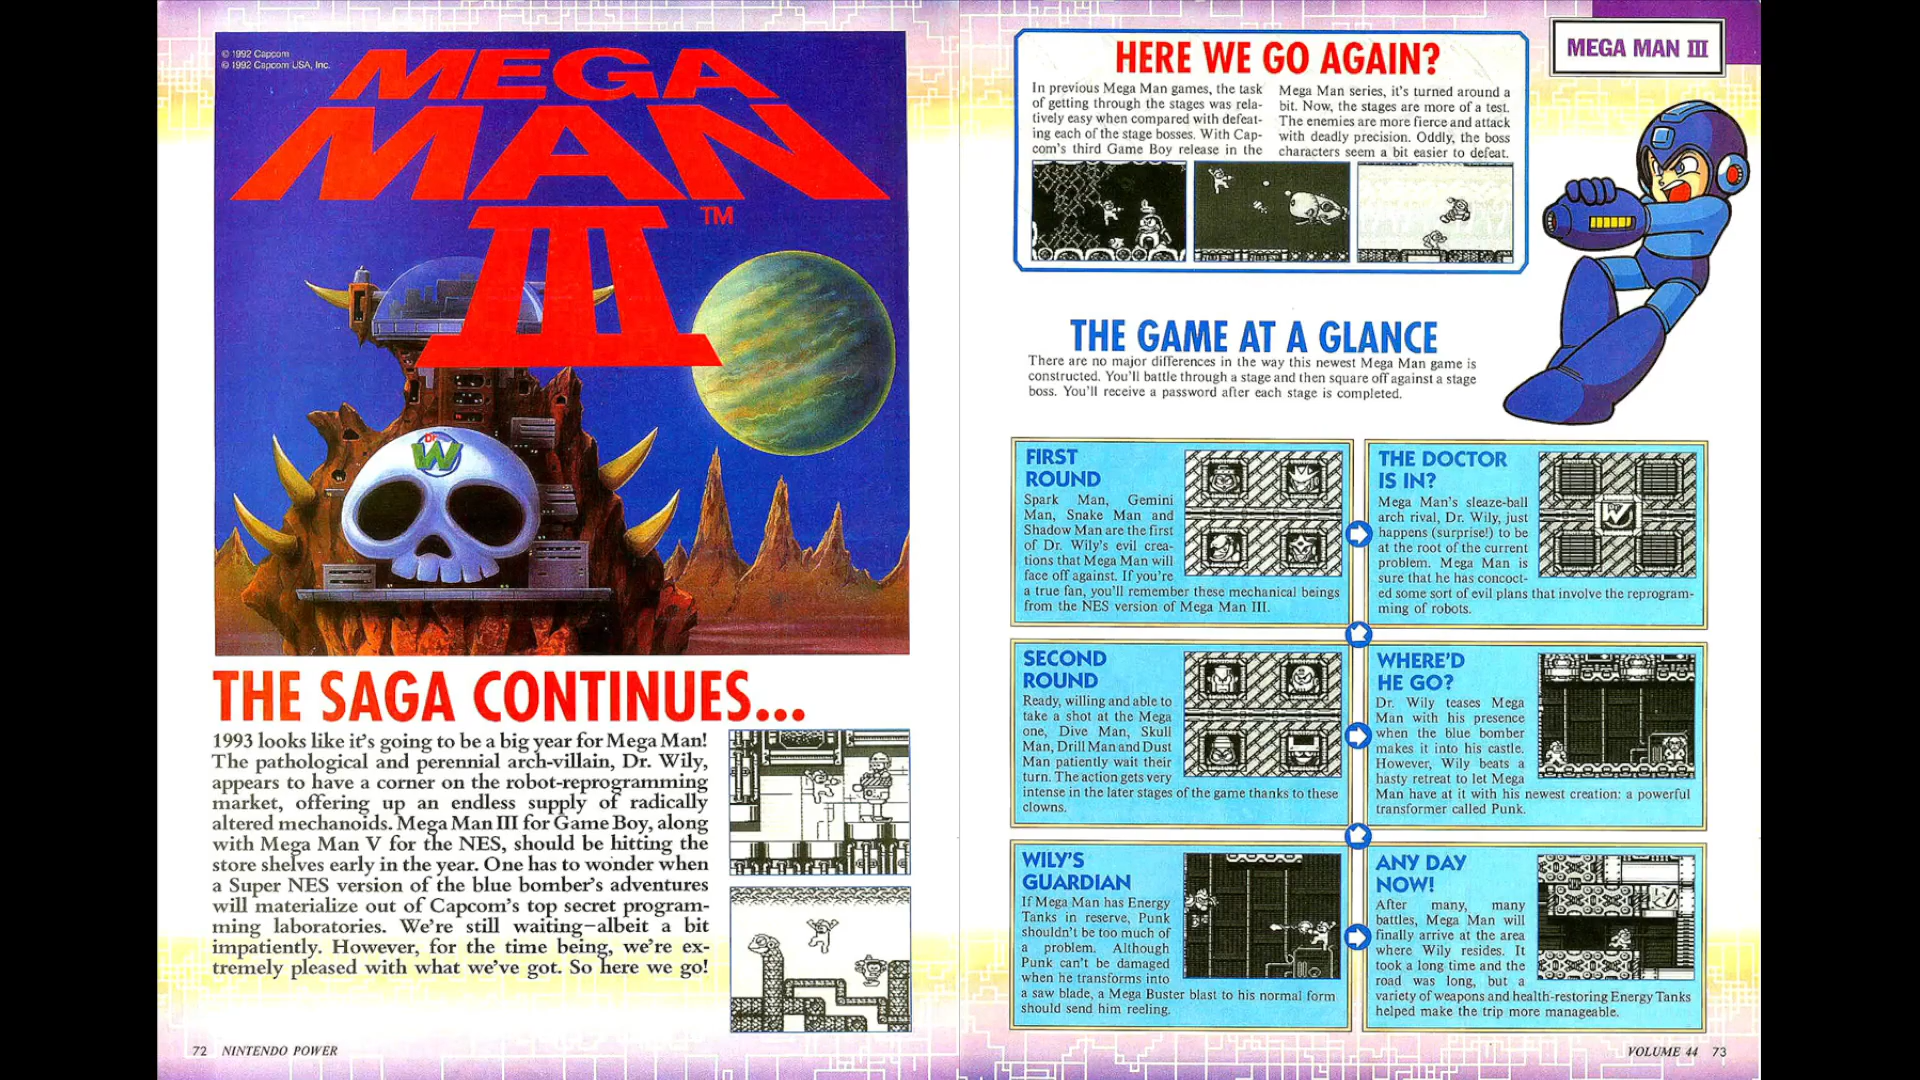 © 1992 Capcom
© 1992 Capcom USA, Inc.
MEGA
MAN
III
TM
Dr.
W
THE SAGA CONTINUES...
1993 looks like it's going to be a big year for Mega Man!
The pathological and perennial arch-villain, Dr. Wily,
appears to have a corner on the robot-reprogramming
market, offering up an endless supply of radically
altered mechanoids. Mega Man III for Game Boy, along
with Mega Man V for the NES, should be hitting the
store shelves early in the year. One has to wonder when
a Super NES version of the blue bomber's adventures
will materialize out of Capcom's top secret program-
ming laboratories. We're still waiting—albeit a bit
impatiently. However, for the time being, we're ex-
tremely pleased with what we've got. So here we go!
72 NINTENDO POWER
MEGA MAN III
HERE WE GO AGAIN?
In previous Mega Man games, the task
of getting through the stages was rela-
tively easy when compared with defeat-
ing each of the stage bosses. With Cap-
com's third Game Boy release in the
Mega Man series, it's turned around a
bit. Now, the stages are more of a test.
The enemies are more fierce and attack
with deadly precision. Oddly, the boss
characters seem a bit easier to defeat.
THE GAME AT A GLANCE
There are no major differences in the way this newest Mega Man game is
constructed. You'll battle through a stage and then square off against a stage
boss. You'll receive a password after each stage is completed.
FIRST
ROUND
Spark Man, Gemini
Man, Snake Man and
Shadow Man are the first
of Dr. Wily's evil crea-
tions that Mega Man will
face off against. If you're
a true fan, you'll remember these mechanical beings
from the NES version of Mega Man III.
THE DOCTOR
IS IN?
Mega Man's sleaze-ball
arch rival, Dr. Wily, just
happens (surprise!) to be
at the root of the current
problem. Mega Man is
sure that he has concoct-
ed some sort of evil plans that involve the reprogram-
ming of robots.
W
SECOND
ROUND
Ready, willing and able to
take a shot at the Mega
one, Dive Man, Skull
Man, Drill Man and Dust
Man patiently wait their
turn. The action gets very
intense in the later stages of the game thanks to these
clowns.
WHERE'D
HE GO?
Dr. Wily teases Mega
Man with his presence
when the blue bomber
makes it into his castle.
However, Wily beats a
hasty retreat to let Mega
Man have at it with his newest creation: a powerful
transformer called Punk.
WILY'S
GUARDIAN
If Mega Man has Energy
Tanks in reserve, Punk
shouldn't be too much of
a problem. Although
Punk can't be damaged
when he transforms into
a saw blade, a Mega Buster blast to his normal form
should send him reeling.
ANY DAY
NOW!
After many, many
battles, Mega Man will
finally arrive at the area
where Wily resides. It
took a long time and the
road was long, but a
variety of weapons and health-restoring Energy Tanks
helped make the trip more manageable.
VOLUME 44 73